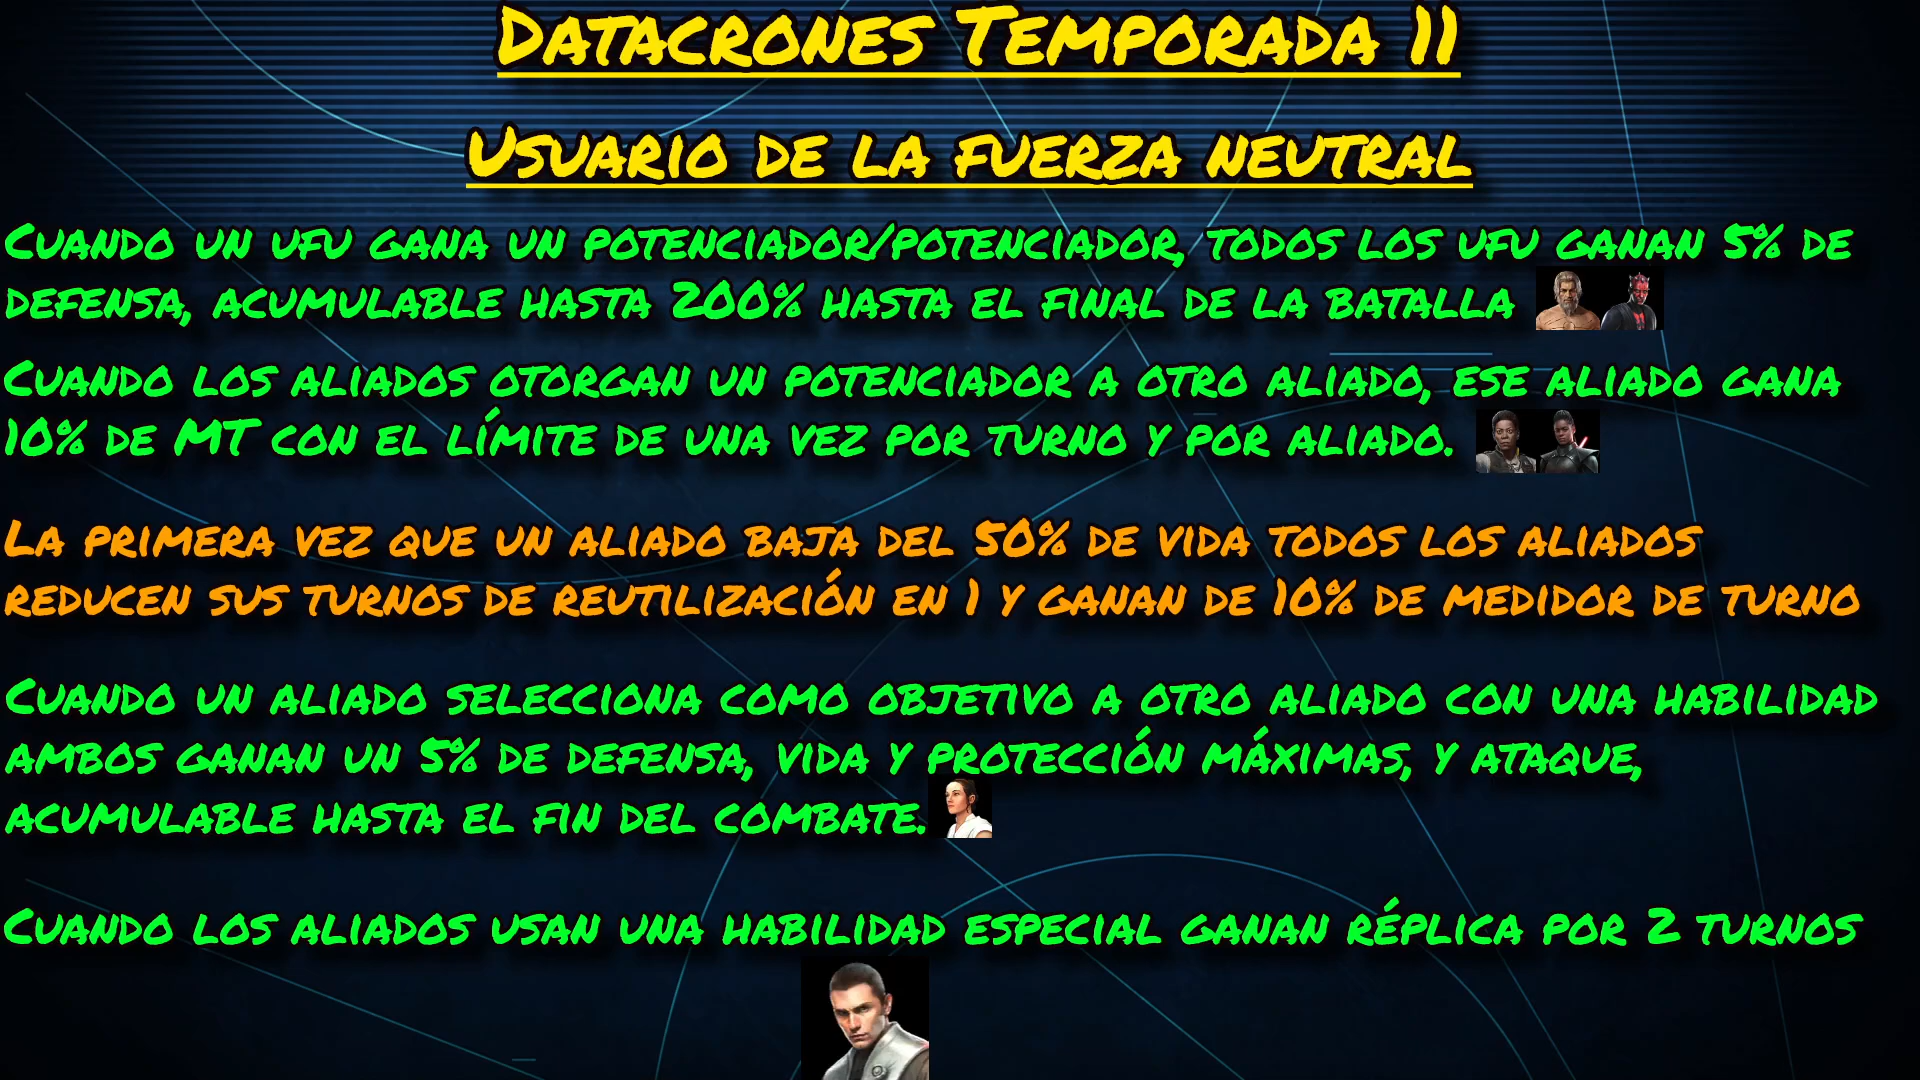 Datacrones Temporada 11
Usuario de la fuerza neutral
Cuando un ufu gana un potenciador/potenciador, todos los ufu ganan 5% de
defensa, acumulable hasta 200% hasta el final de la batalla
Cuando los aliados otorgan un potenciador a otro aliado, ese aliado gana
10% de MT con el límite de una vez por turno y por aliado.
La primera vez que un aliado baja del 50% de vida todos los aliados
reducen sus turnos de reutilización en 1 y ganan de 10% de medidor de turno
Cuando un aliado selecciona como objetivo a otro aliado con una habilidad
ambos ganan un 5% de defensa, vida y protección máximas, y ataque,
acumulable hasta el fin del combate.
Cuando los aliados usan una habilidad especial ganan réplica por 2 turnos